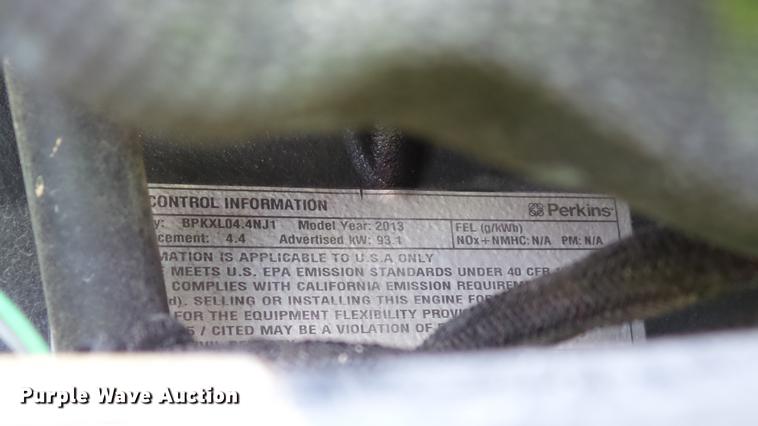 CONTROL INFORMATION Perkins
y: BPKXL04.4NJ1 Model Year: 2013 FEL (g/kWh)
cement: 4.4 Advertised kW: 93.1 NOx+NMHC: N/A PM: N/A
MATION IS APPLICABLE TO U.S.A ONLY
MEETS U.S. EPA EMISSION STANDARDS UNDER 40 CFR
COMPLIES WITH CALIFORNIA EMISSION REQUIREM
d). SELLING OR INSTALLING THIS ENGINE FOR
FOR THE EQUIPMENT FLEXIBILITY PROVI
5 / CITED MAY BE A VIOLATION OF
Purple Wave Auction